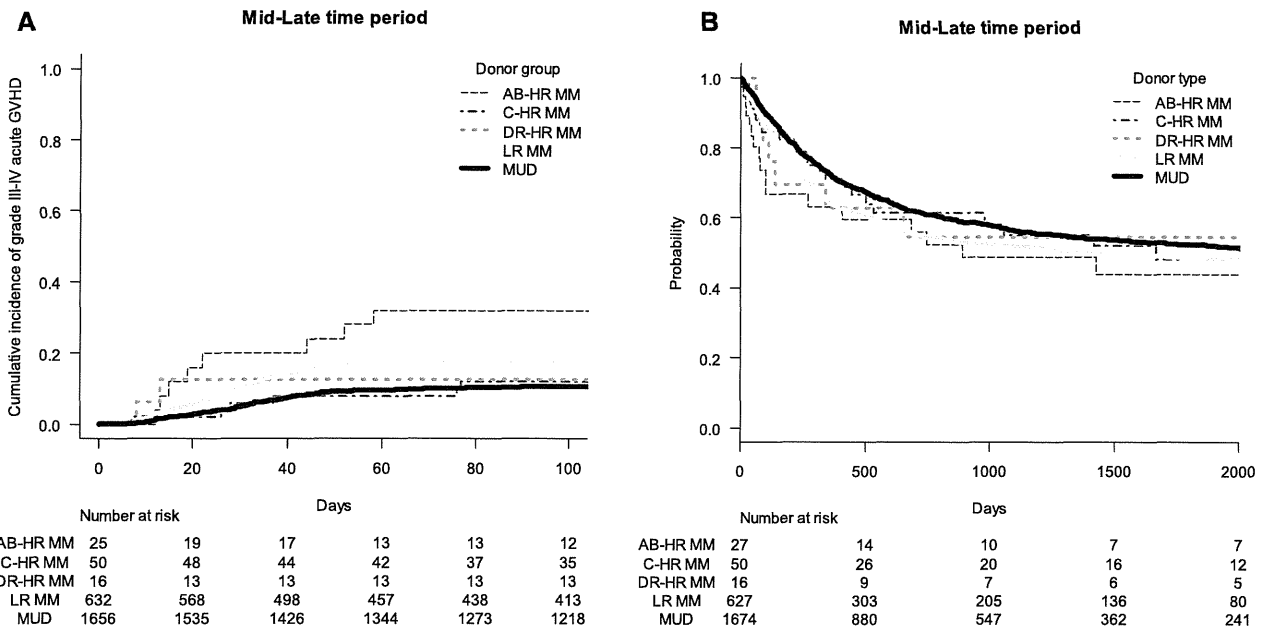 A
Mid-Late time period
Cumulative incidence of grade III-IV acute GVHD
1.0
0.8
0.6
0.4
0.2
0.0
Donor group
AB-HR MM
C-HR MM
DR-HR MM
LR MM
MUD
0 20 40 60 80 100
Days
Number at risk
AB-HR MM 25 19 17 13 13 12
C-HR MM 50 48 44 42 37 35
DR-HR MM 16 13 13 13 13 13
LR MM 632 568 498 457 438 413
MUD 1656 1535 1426 1344 1273 1218
B
Mid-Late time period
Probability
1.0
0.8
0.6
0.4
0.2
0.0
Donor type
AB-HR MM
C-HR MM
DR-HR MM
LR MM
MUD
0 500 1000 1500 2000
Days
Number at risk
AB-HR MM 27 14 10 7 7
C-HR MM 50 26 20 16 12
DR-HR MM 16 9 7 6 5
LR MM 627 303 205 136 80
MUD 1674 880 547 362 241